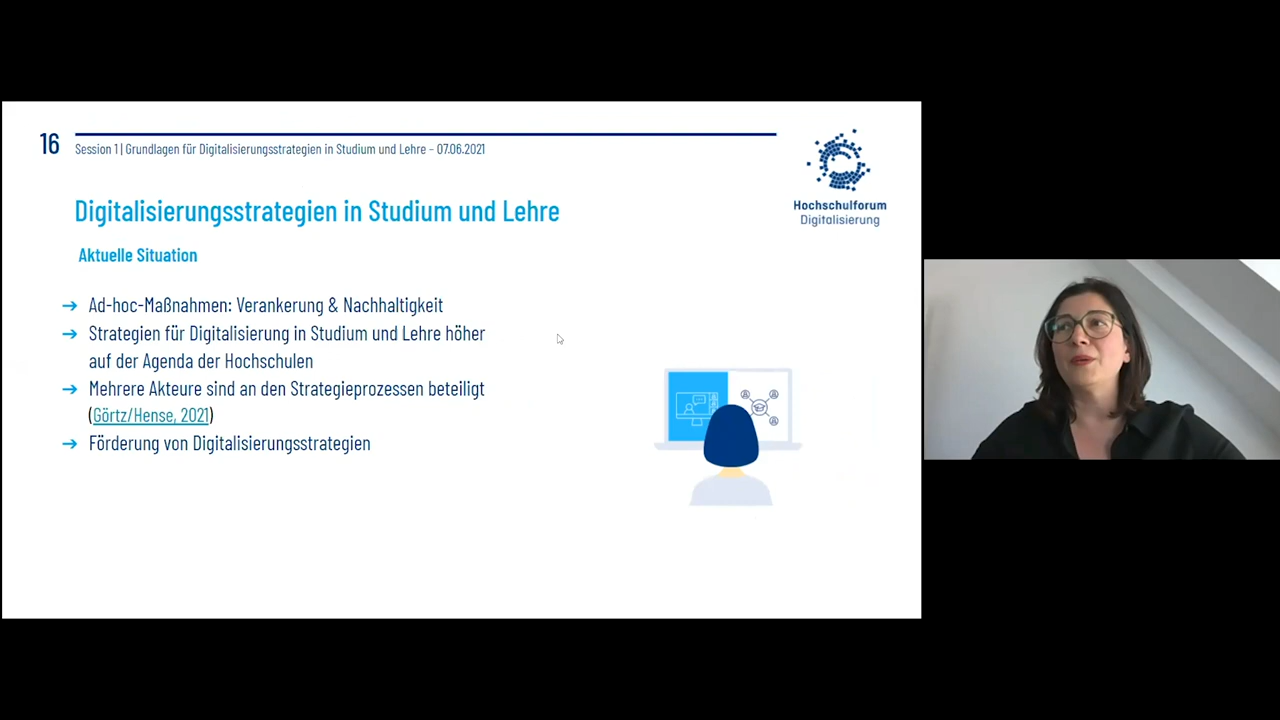 16
Session 1 | Grundlagen für Digitalisierungsstrategien in Studium und Lehre – 07.06.2021
Hochschulforum
Digitalisierung
Digitalisierungsstrategien in Studium und Lehre
Aktuelle Situation
➔ Ad-hoc-Maßnahmen: Verankerung & Nachhaltigkeit
➔ Strategien für Digitalisierung in Studium und Lehre höher
auf der Agenda der Hochschulen
➔ Mehrere Akteure sind an den Strategieprozessen beteiligt
(Görtz/Hense, 2021)
➔ Förderung von Digitalisierungsstrategien